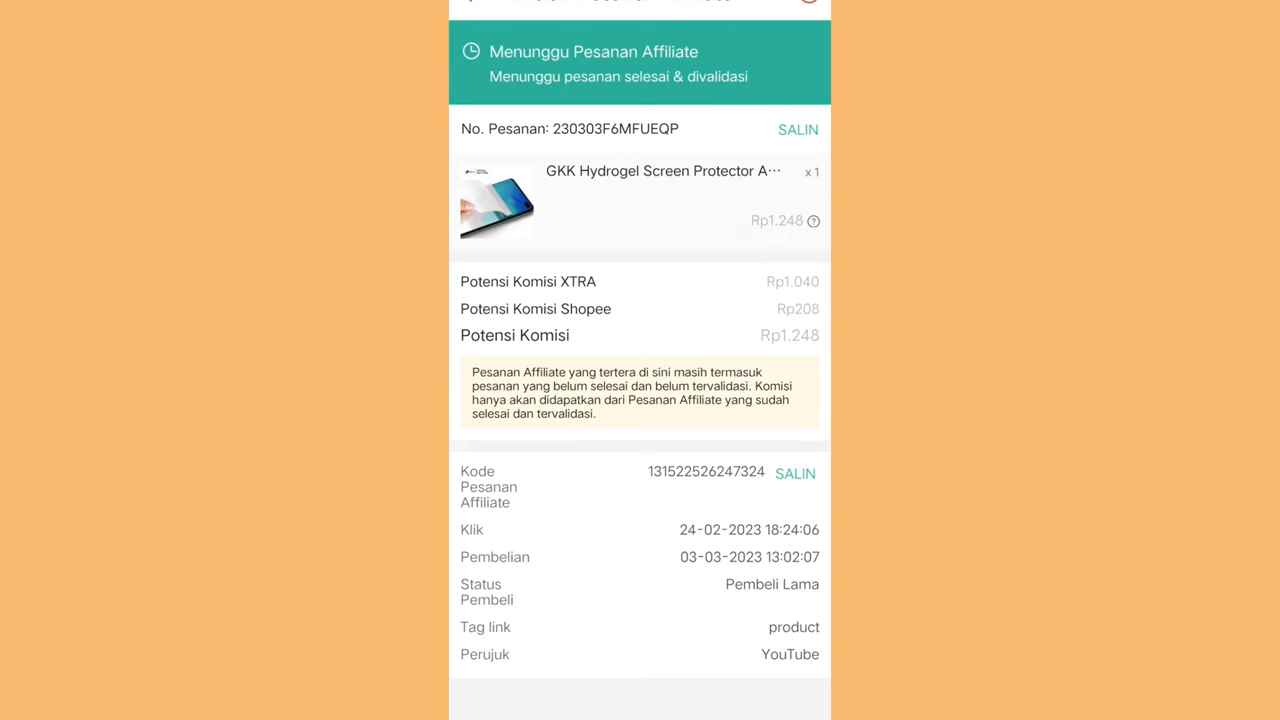 Menunggu Pesanan Affiliate
Menunggu pesanan selesai & divalidasi
No. Pesanan: 230303F6MFUEQP SALIN
GKK Hydrogel Screen Protector A··· x 1
Rp1.248 ?
Potensi Komisi XTRA Rp1.040
Potensi Komisi Shopee Rp208
Potensi Komisi Rp1.248
Pesanan Affiliate yang tertera di sini masih termasuk
pesanan yang belum selesai dan belum tervalidasi. Komisi
hanya akan didapatkan dari Pesanan Affiliate yang sudah
selesai dan tervalidasi.
Kode
Pesanan
Affiliate
131522526247324 SALIN
Klik 24-02-2023 18:24:06
Pembelian 03-03-2023 13:02:07
Status
Pembeli
Pembeli Lama
Tag link product
Perujuk YouTube